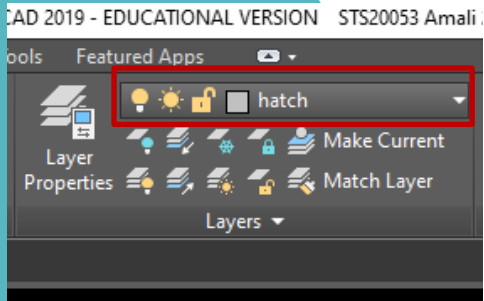 CAD 2019 - EDUCATIONAL VERSION STS20053 Amali
ools Featured Apps
hatch
Make Current
Layer
Properties
Match Layer
Layers